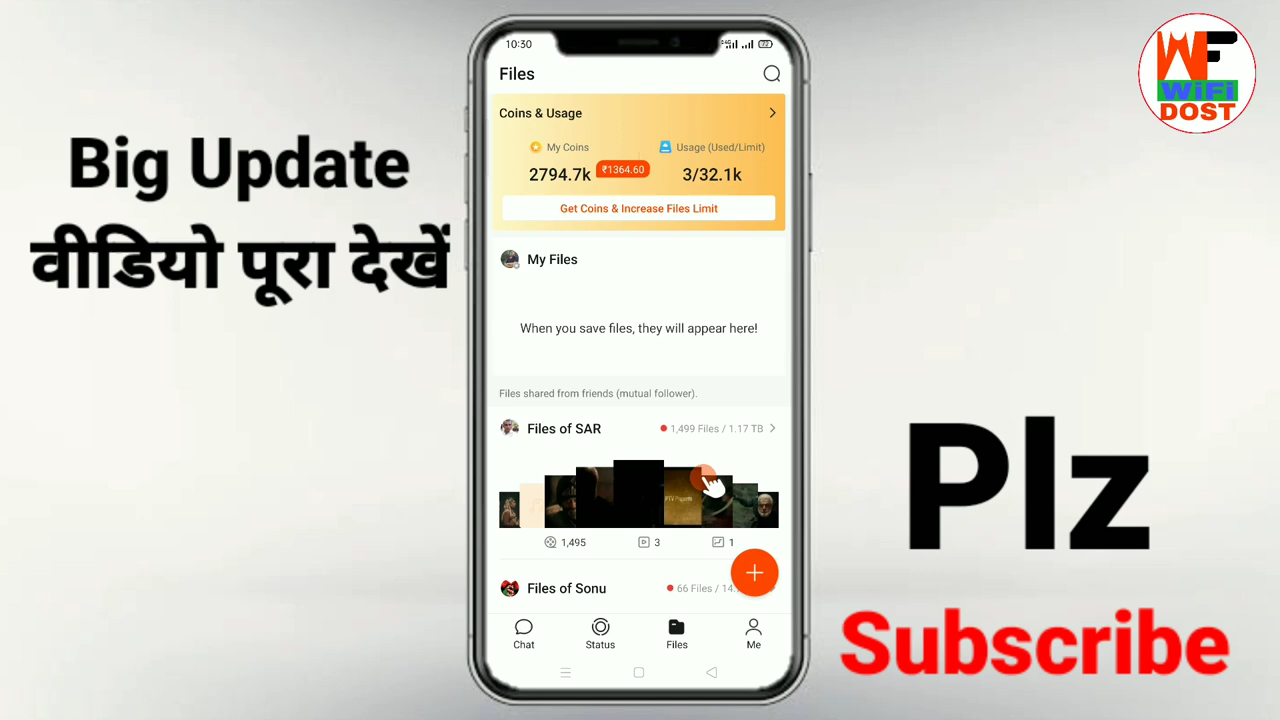 Big Update
वीडियो पूरा देखें
10:30
Files
Coins & Usage
My Coins
Usage (Used/Limit)
2794.7k
₹1364.60
3/32.1k
Get Coins & Increase Files Limit
My Files
When you save files, they will appear here!
Files shared from friends (mutual follower).
Files of SAR
1,499 Files / 1.17 TB
1,495
3
1
Files of Sonu
66 Files / 14.
Chat
Status
Files
Me
WF
WiFi
DOST
Plz
Subscribe